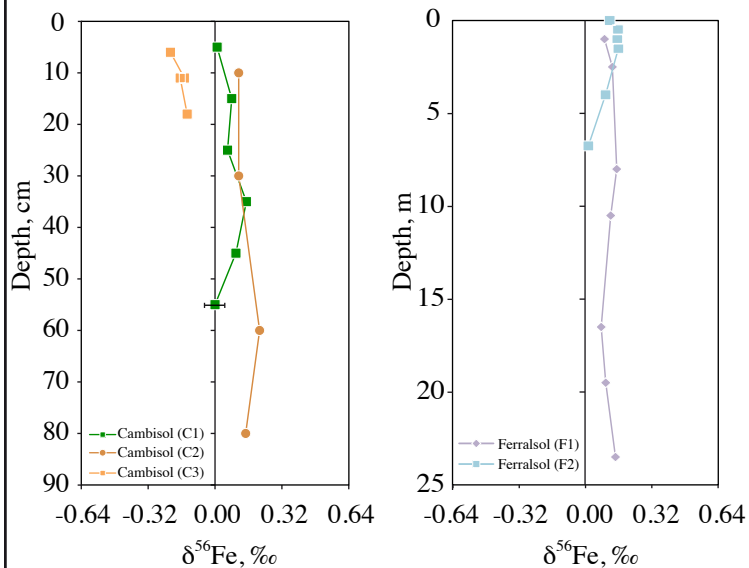 0
10
20
30
40
50
60
70
80
90
Depth, cm
Cambisol (C1)
Cambisol (C2)
Cambisol (C3)
-0.64 -0.32 0.00 0.32 0.64
δ⁵⁶Fe, ‰
0
5
10
15
20
25
Depth, m
Ferralsol (F1)
Ferralsol (F2)
-0.64 -0.32 0.00 0.32 0.64
δ⁵⁶Fe, ‰